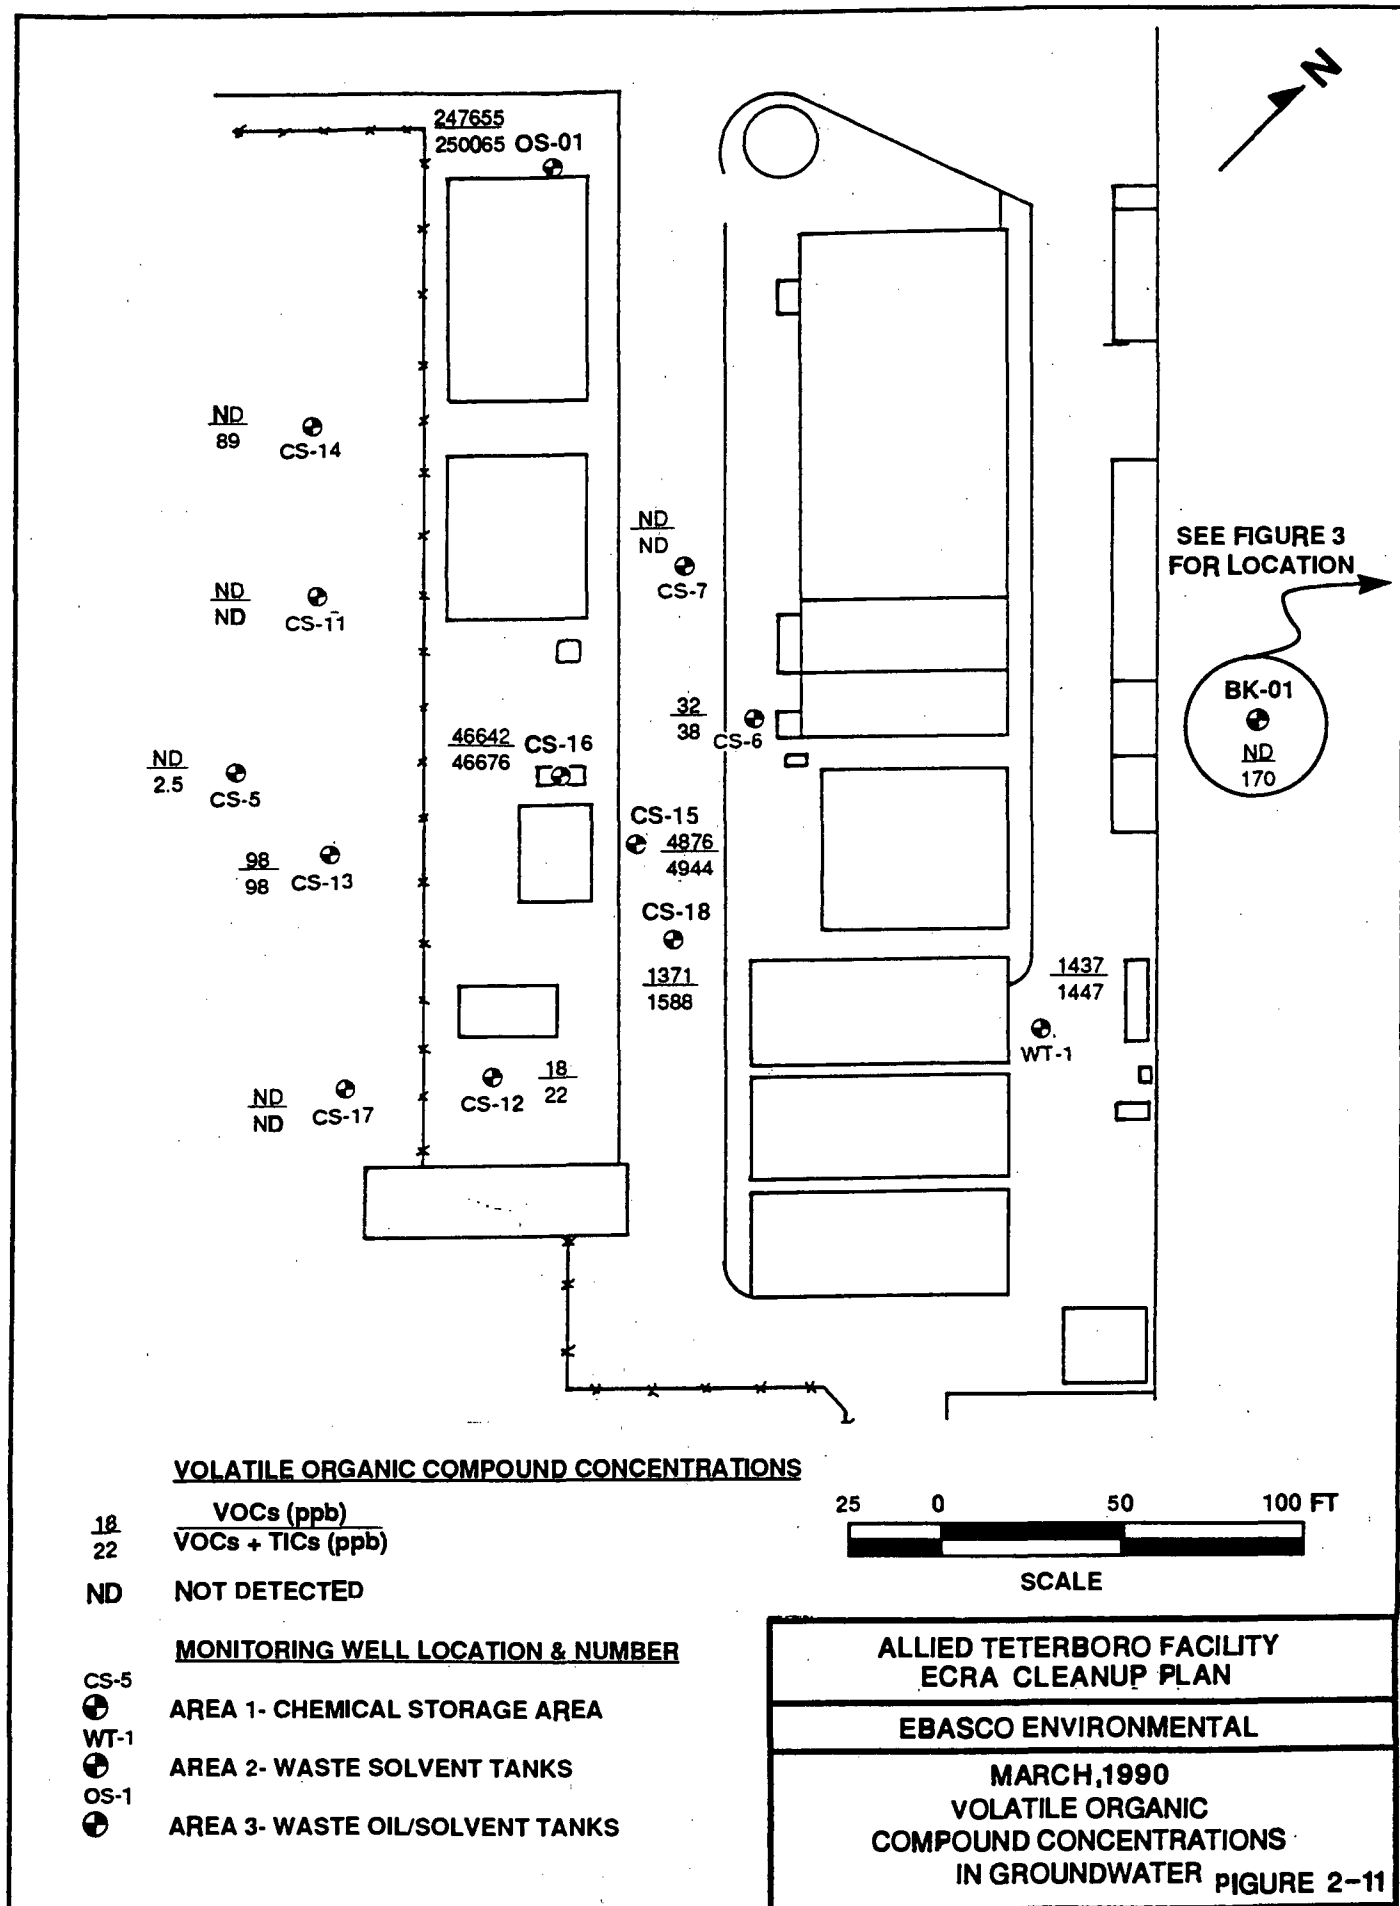 N
247655
250065 OS-01
ND
89
CS-14
ND
ND
CS-7
SEE FIGURE 3
FOR LOCATION
ND
ND
CS-11
BK-01
ND
170
32
38
CS-6
46642
46676
CS-16
ND
2.5
CS-5
CS-15
4876
4944
98
98
CS-13
CS-18
1371
1588
1437
1447
WT-1
18
22
CS-12
ND
ND
CS-17
VOLATILE ORGANIC COMPOUND CONCENTRATIONS
18
22
VOCs (ppb)
VOCs + TICs (ppb)
ND NOT DETECTED
25 0 50 100 FT
SCALE
MONITORING WELL LOCATION & NUMBER
CS-5
AREA 1- CHEMICAL STORAGE AREA
WT-1
AREA 2- WASTE SOLVENT TANKS
OS-1
AREA 3- WASTE OIL/SOLVENT TANKS
ALLIED TETERBORO FACILITY
ECRA CLEANUP PLAN
EBASCO ENVIRONMENTAL
MARCH,1990
VOLATILE ORGANIC
COMPOUND CONCENTRATIONS
IN GROUNDWATER
PIGURE 2-11